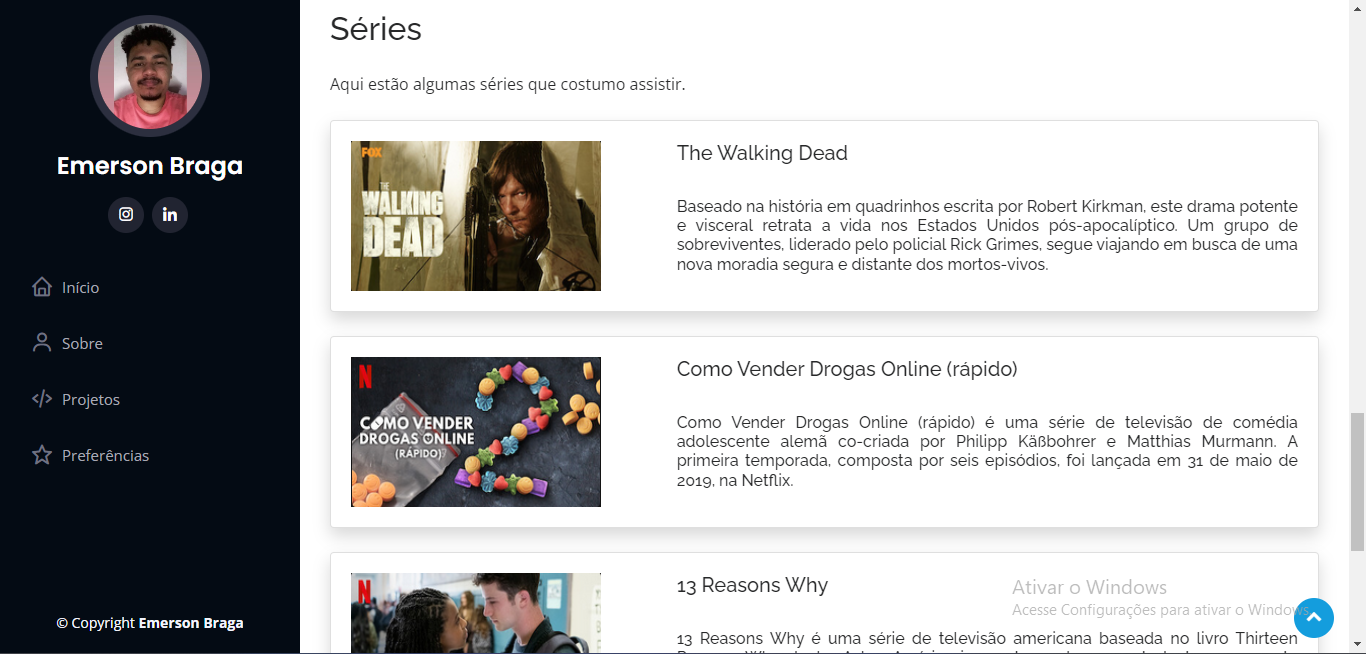 Emerson Braga
Início
Sobre
Projetos
Preferências
© Copyright Emerson Braga
Séries
Aqui estão algumas séries que costumo assistir.
FOX
THE
WALKING
DEAD
The Walking Dead
Baseado na história em quadrinhos escrita por Robert Kirkman, este drama potente
e visceral retrata a vida nos Estados Unidos pós-apocalíptico. Um grupo de
sobreviventes, liderado pelo policial Rick Grimes, segue viajando em busca de uma
nova moradia segura e distante dos mortos-vivos.
N
COMO VENDER
DROGAS ONLINE
(RÁPIDO)
Como Vender Drogas Online (rápido)
Como Vender Drogas Online (rápido) é uma série de televisão de comédia
adolescente alemã co-criada por Philipp Käßbohrer e Matthias Murmann. A
primeira temporada, composta por seis episódios, foi lançada em 31 de maio de
2019, na Netflix.
N
13 Reasons Why
13 Reasons Why é uma série de televisão americana baseada no livro Thirteen
Ativar o Windows
Acesse Configurações para ativar o Windows.